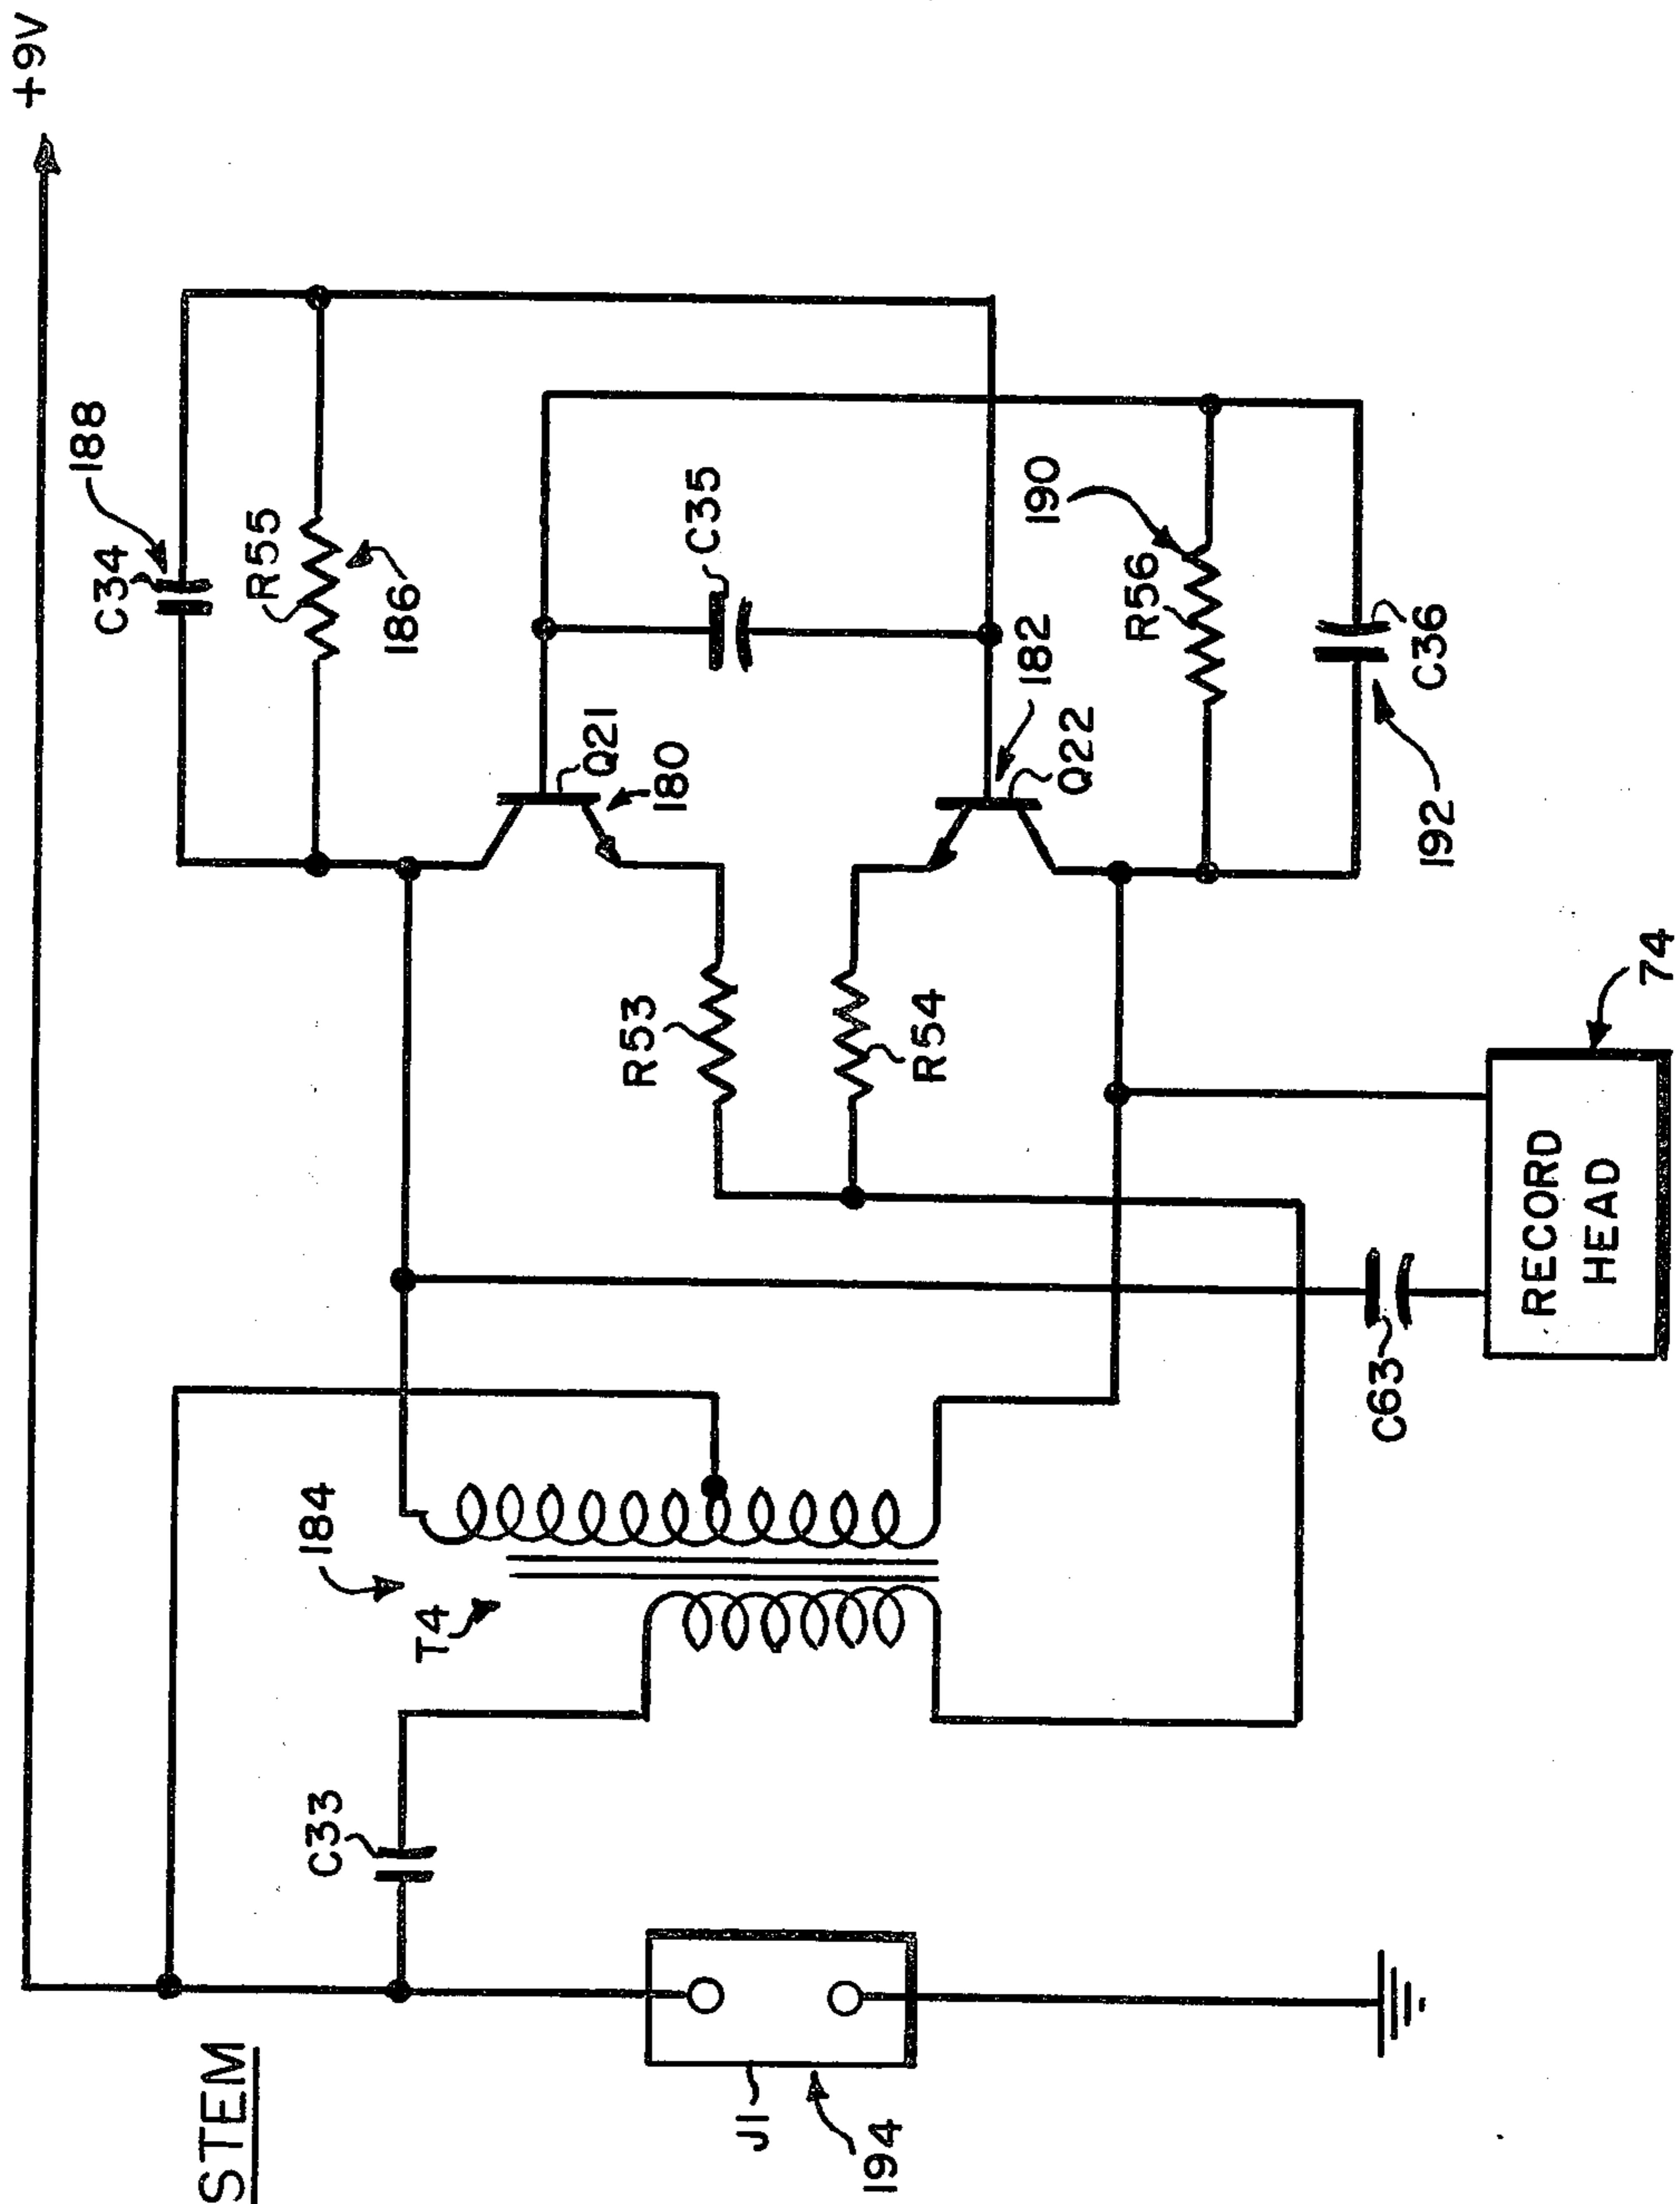 +9V
188
C34
R55
186
C35
190
R56
182
Q21
180
Q22
C36
192
R53
R54
74
RECORD
HEAD
C63
184
T4
C33
STEM
J1
194